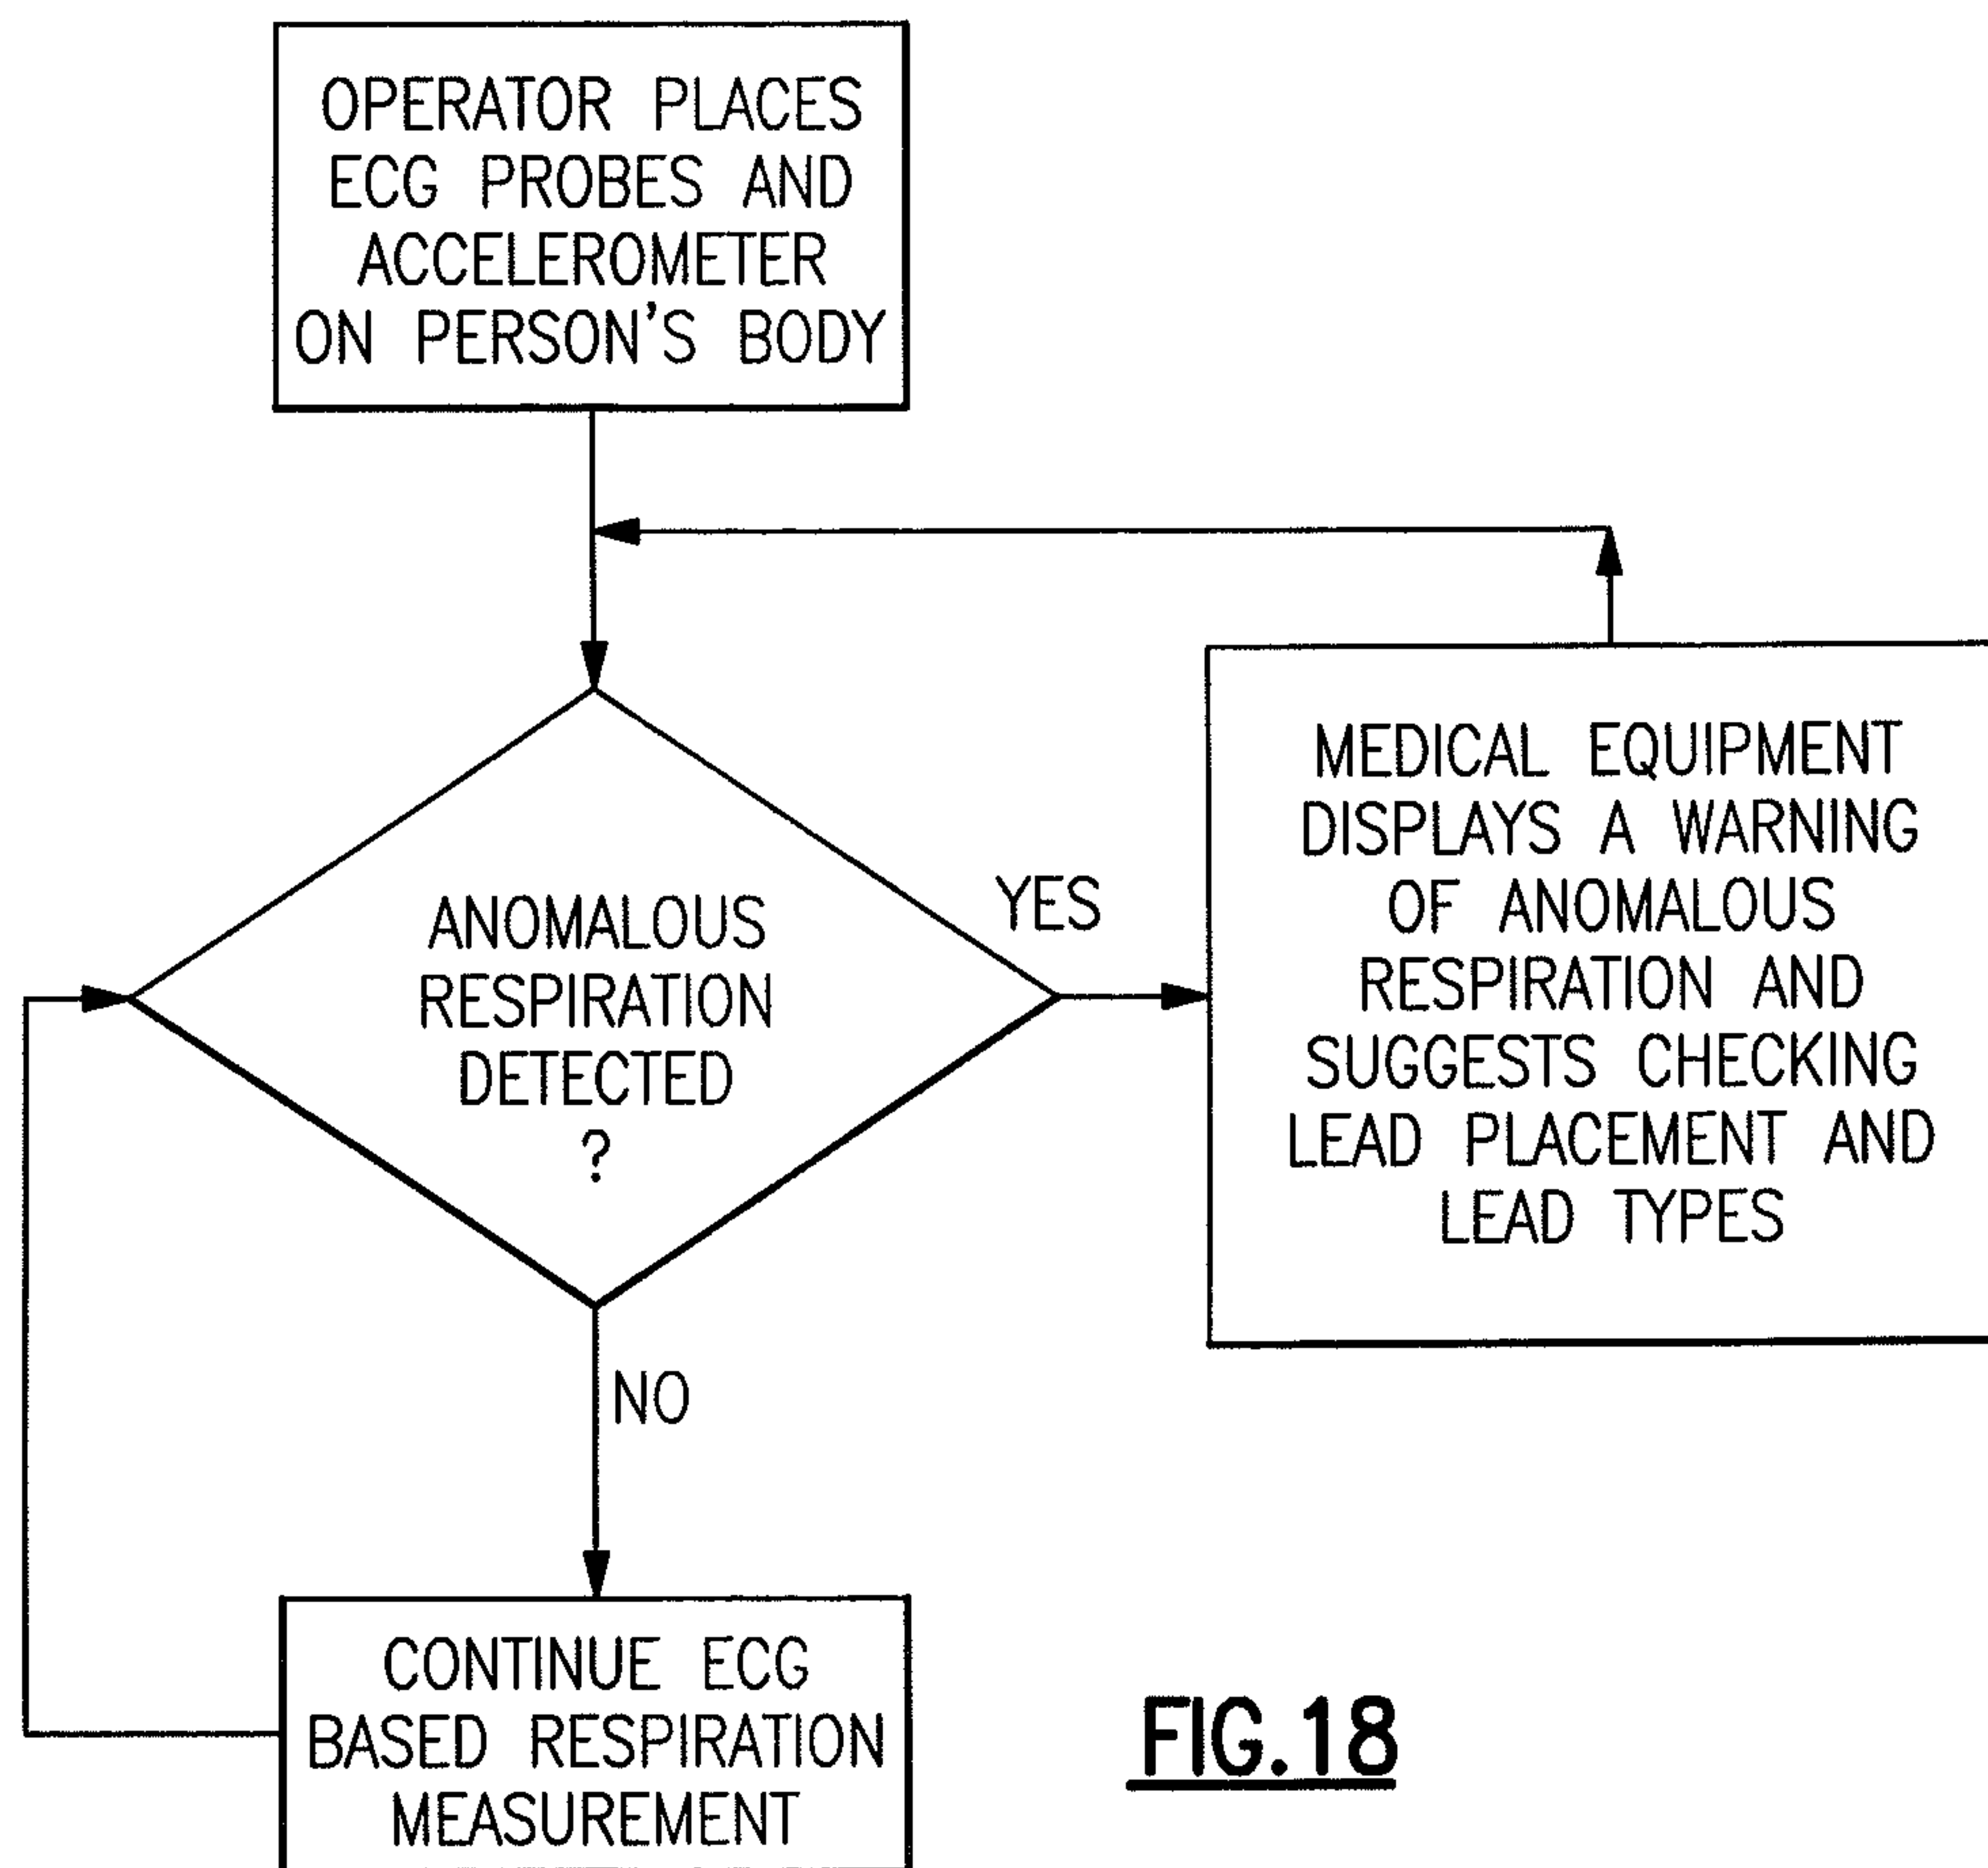 OPERATOR PLACES
ECG PROBES AND
ACCELEROMETER
ON PERSON'S BODY
ANOMALOUS
RESPIRATION
DETECTED
?
YES
MEDICAL EQUIPMENT
DISPLAYS A WARNING
OF ANOMALOUS
RESPIRATION AND
SUGGESTS CHECKING
LEAD PLACEMENT AND
LEAD TYPES
NO
CONTINUE ECG
BASED RESPIRATION
MEASUREMENT
FIG.18